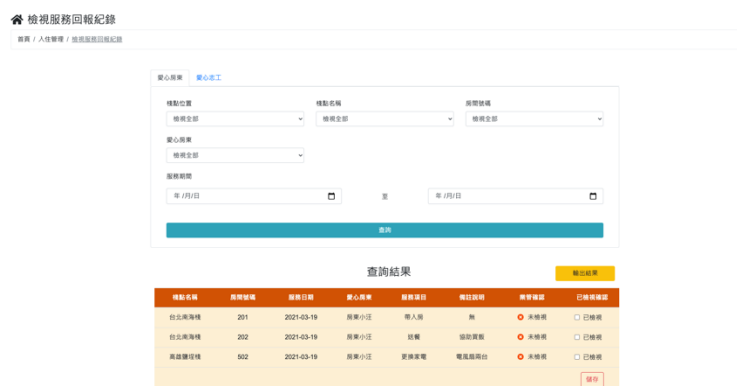 檢視服務回報紀錄
首頁 / 入住管理 / 檢視服務回報紀錄
愛心房東 愛心志工
棧點位置 棧點名稱 房間號碼
檢視全部 檢視全部 檢視全部
愛心房東
檢視全部
服務期間
年 /月/日 至 年 /月/日
查詢
查詢結果 輸出結果
棧點名稱 房間號碼 服務日期 愛心房東 服務項目 備註說明 業管確認 已檢視確認
台北南海棧 201 2021-03-19 房東小汪 帶入房 無 未檢視 已檢視
台北南海棧 202 2021-03-19 房東小汪 送餐 協助買飯 未檢視 已檢視
高雄鹽埕棧 502 2021-03-19 房東小汪 更換家電 電風扇兩台 未檢視 已檢視
儲存